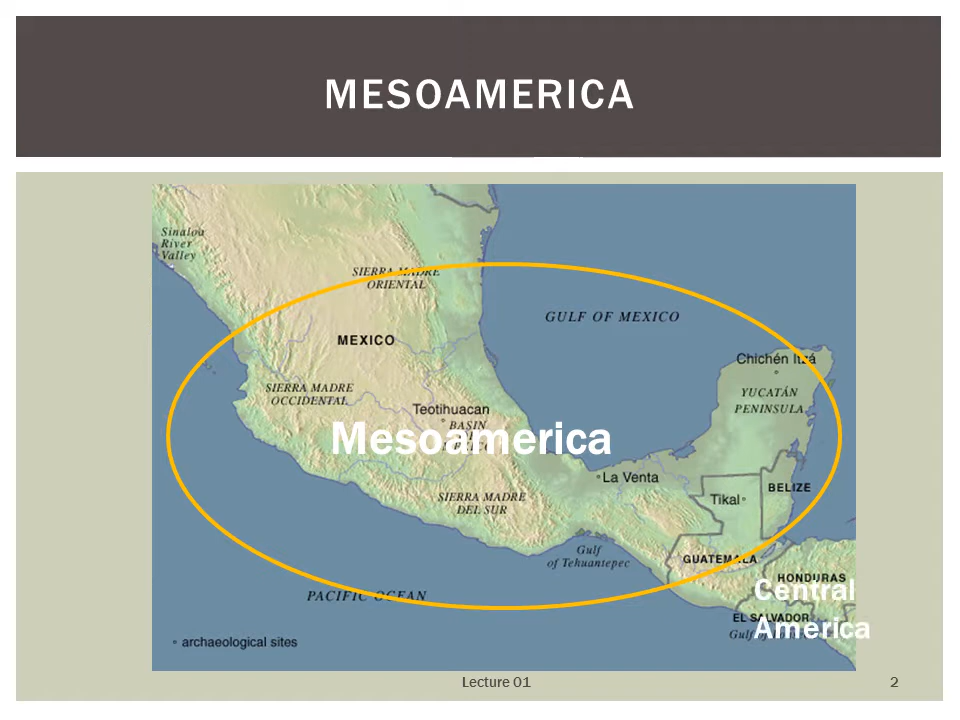 MESOAMERICA
Sinaloa
River
Valley
SIERRA MADRE
ORIENTAL
GULF OF MEXICO
MEXICO
Chichén Itzá
SIERRA MADRE
OCCIDENTAL
YUCATÁN
PENINSULA
Teotihuacan
BASIN
Mesoamerica
La Venta
BELIZE
SIERRA MADRE
DEL SUR
Tikal
Gulf
of Tehuantepec
GUATEMALA
HONDURAS
Central
PACIFIC OCEAN
EL SALVADOR
America
Gulf
archaeological sites
Lecture 01
2